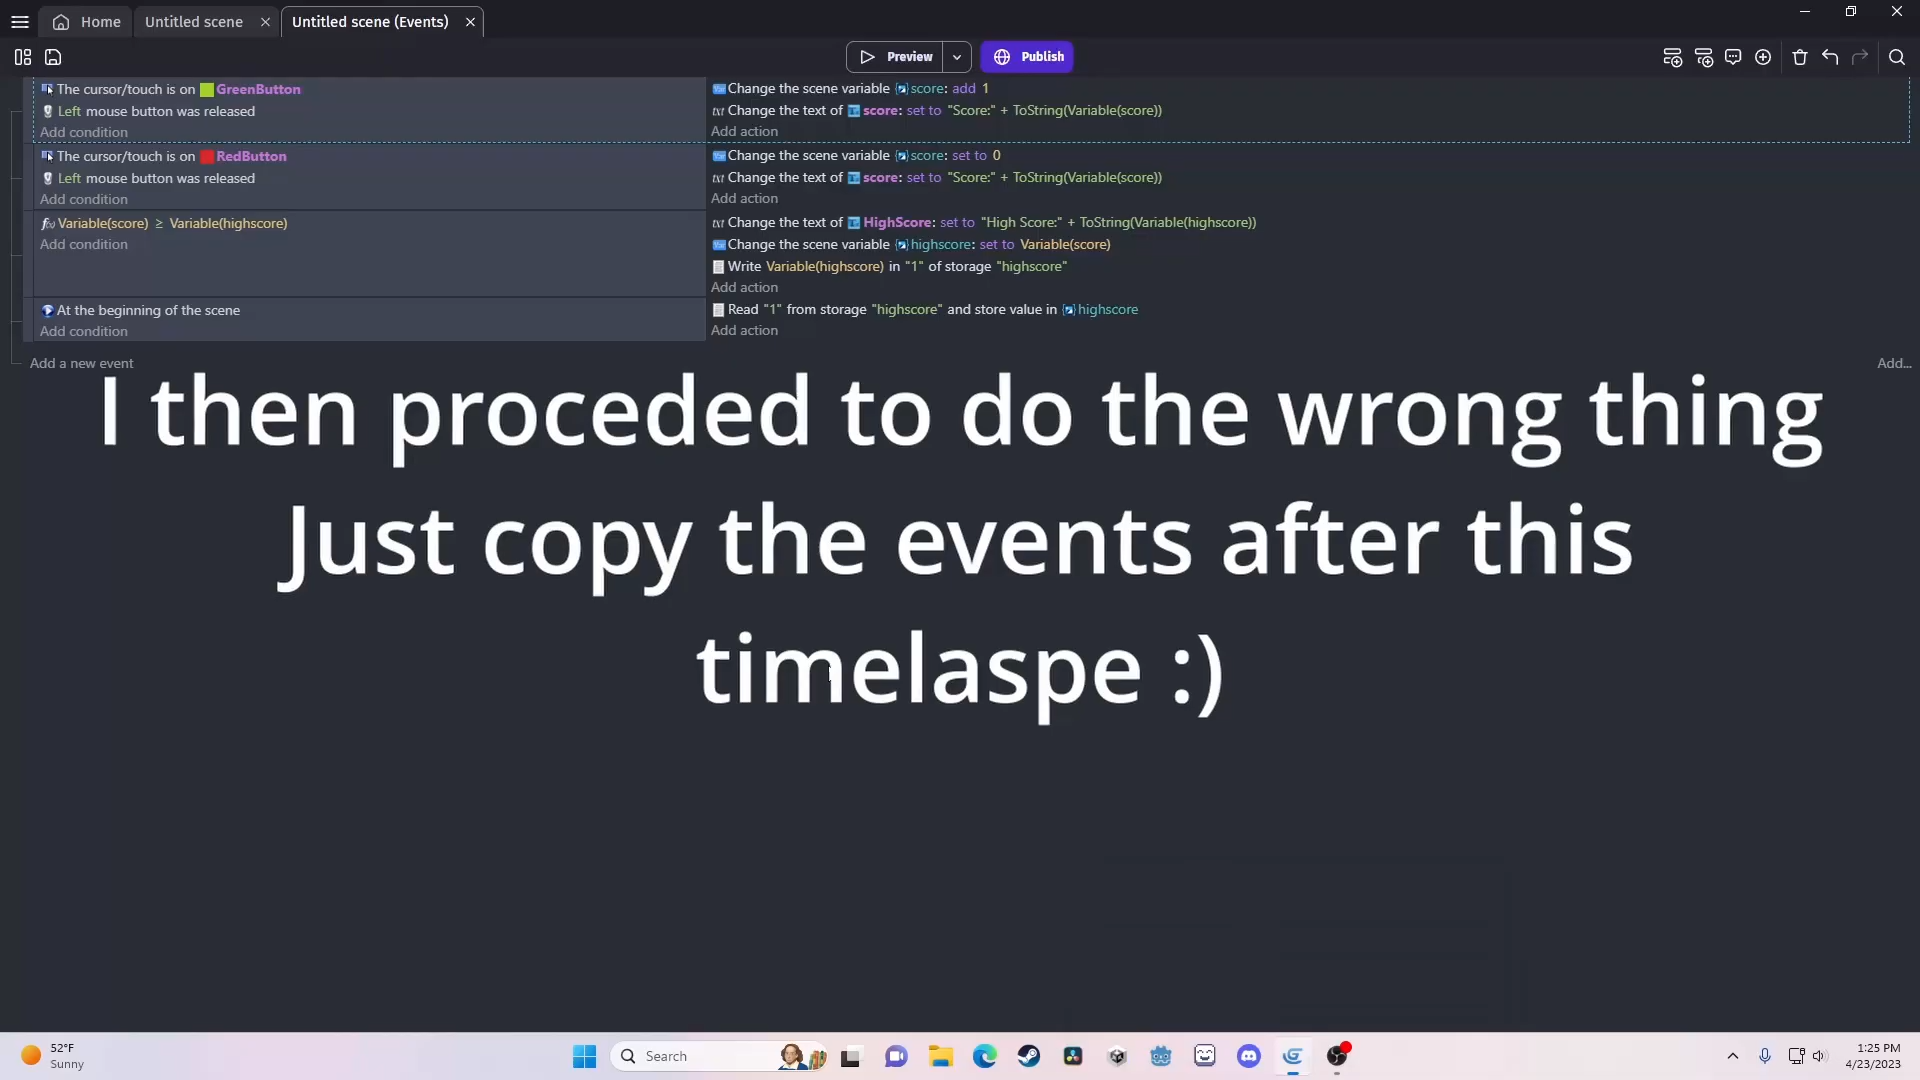 Home
Untitled scene
Untitled scene (Events)
Preview
Publish
The cursor/touch is on GreenButton
Left mouse button was released
Add condition
Change the scene variable score: add 1
txt Change the text of score: set to "Score:" + ToString(Variable(score))
Add action
The cursor/touch is on RedButton
Left mouse button was released
Add condition
Change the scene variable score: set to 0
txt Change the text of score: set to "Score:" + ToString(Variable(score))
Add action
Variable(score) ≥ Variable(highscore)
Add condition
txt Change the text of HighScore: set to "High Score:" + ToString(Variable(highscore))
Change the scene variable highscore: set to Variable(score)
Write Variable(highscore) in "1" of storage "highscore"
Add action
At the beginning of the scene
Add condition
Read "1" from storage "highscore" and store value in highscore
Add action
Add a new event
Add...
I then proceded to do the wrong thing
Just copy the events after this
timelaspe :)
52°F
Sunny
Search
1:25 PM
4/23/2023